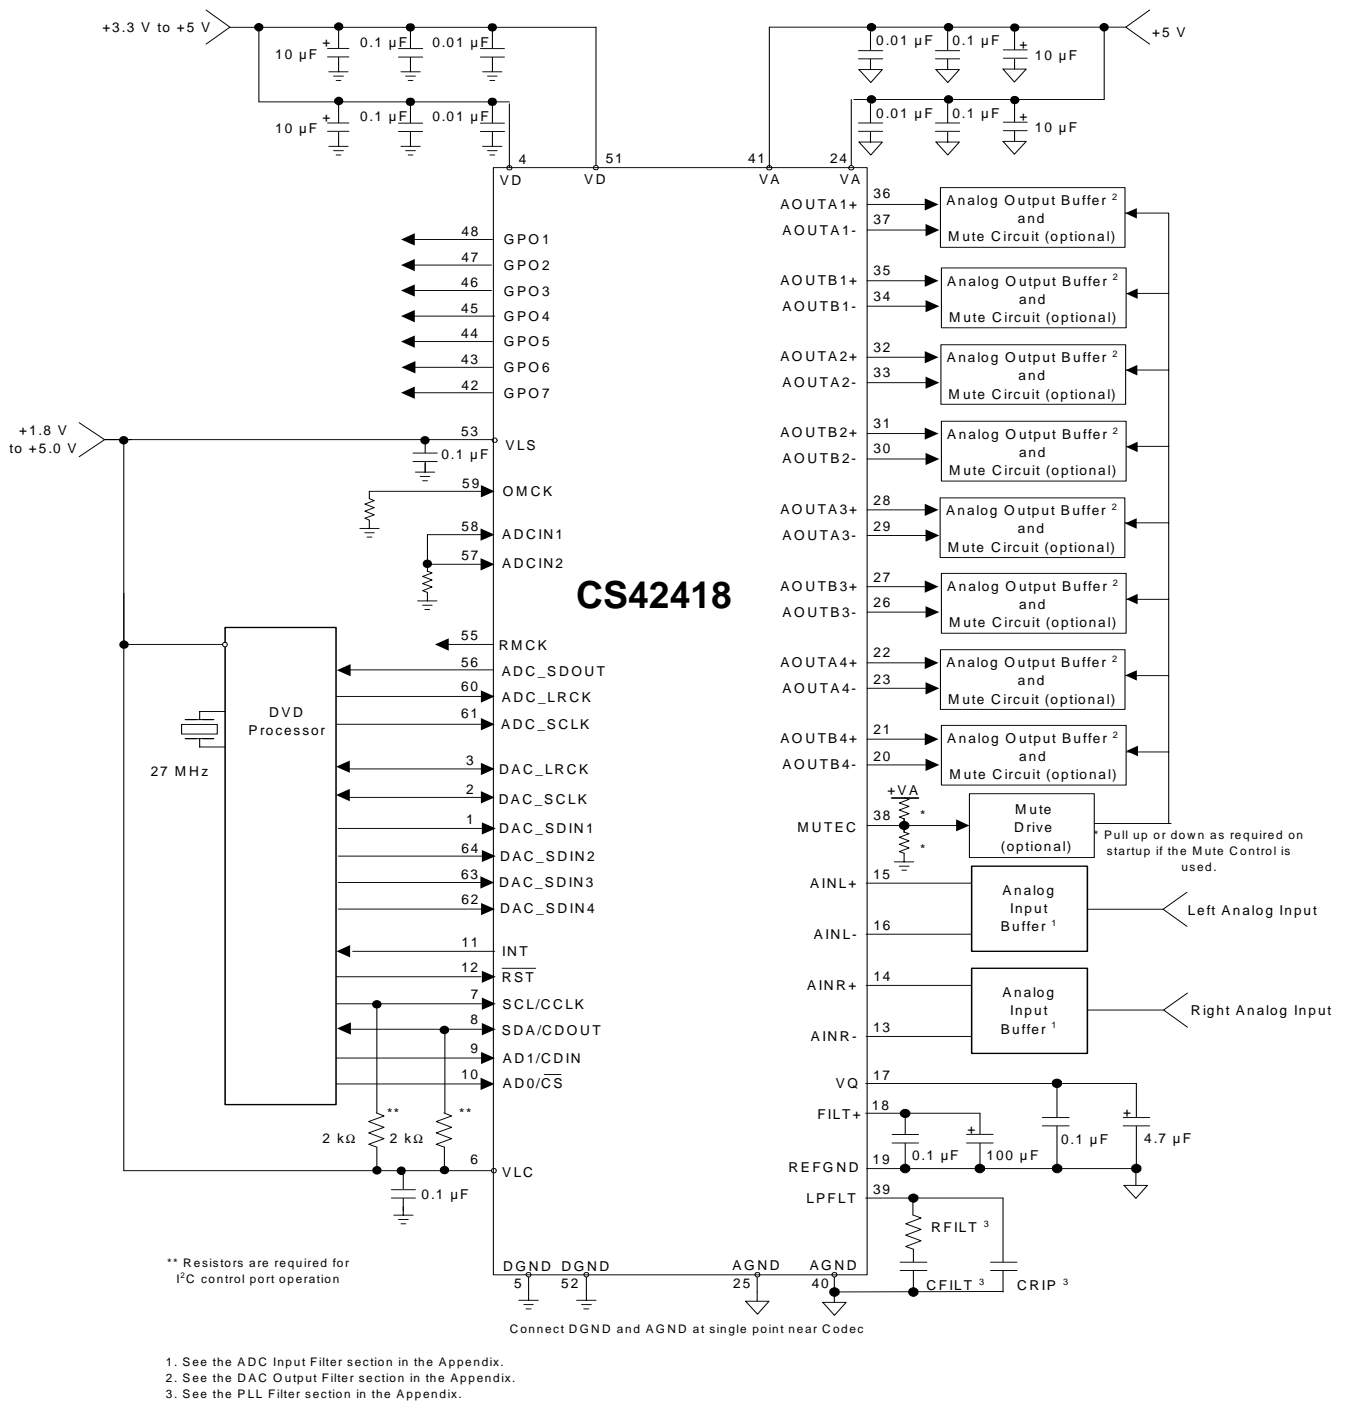 +3.3 V to +5 V
10 µF
+
0.1 µF
0.01 µF
0.01 µF
0.1 µF
+
10 µF
+5 V
10 µF
+
0.1 µF
0.01 µF
0.01 µF
0.1 µF
+
10 µF
4
51
41
24
VD
VD
VA
VA
48
GPO1
47
GPO2
46
GPO3
45
GPO4
44
GPO5
43
GPO6
42
GPO7
+1.8 V
to +5.0 V
53
VLS
0.1 µF
59
OMCK
58
ADCIN1
57
ADCIN2
CS42418
55
RMCK
56
ADC_SDOUT
60
ADC_LRCK
61
ADC_SCLK
DVD
Processor
27 MHz
3
DAC_LRCK
2
DAC_SCLK
1
DAC_SDIN1
64
DAC_SDIN2
63
DAC_SDIN3
62
DAC_SDIN4
11
INT
12
RST
7
SCL/CCLK
8
SDA/CDOUT
9
AD1/CDIN
10
AD0/CS
**
2 kΩ
**
2 kΩ
6
VLC
0.1 µF
** Resistors are required for
I2C control port operation
AOUTA1+
36
AOUTA1-
37
Analog Output Buffer 2
and
Mute Circuit (optional)
AOUTB1+
35
AOUTB1-
34
Analog Output Buffer 2
and
Mute Circuit (optional)
AOUTA2+
32
AOUTA2-
33
Analog Output Buffer 2
and
Mute Circuit (optional)
AOUTB2+
31
AOUTB2-
30
Analog Output Buffer 2
and
Mute Circuit (optional)
AOUTA3+
28
AOUTA3-
29
Analog Output Buffer 2
and
Mute Circuit (optional)
AOUTB3+
27
AOUTB3-
26
Analog Output Buffer 2
and
Mute Circuit (optional)
AOUTA4+
22
AOUTA4-
23
Analog Output Buffer 2
and
Mute Circuit (optional)
AOUTB4+
21
AOUTB4-
20
Analog Output Buffer 2
and
Mute Circuit (optional)
+VA
*
*
MUTEC
38
Mute
Drive
(optional)
* Pull up or down as required on
startup if the Mute Control is
used.
AINL+
15
AINL-
16
Analog
Input
Buffer 1
Left Analog Input
AINR+
14
AINR-
13
Analog
Input
Buffer 1
Right Analog Input
VQ
17
FILT+
18
0.1 µF
+
100 µF
0.1 µF
+
4.7 µF
REFGND
19
LPFLT
39
RFILT 3
CFILT 3
CRIP 3
DGND
5
DGND
52
AGND
25
AGND
40
Connect DGND and AGND at single point near Codec
1. See the ADC Input Filter section in the Appendix.
2. See the DAC Output Filter section in the Appendix.
3. See the PLL Filter section in the Appendix.